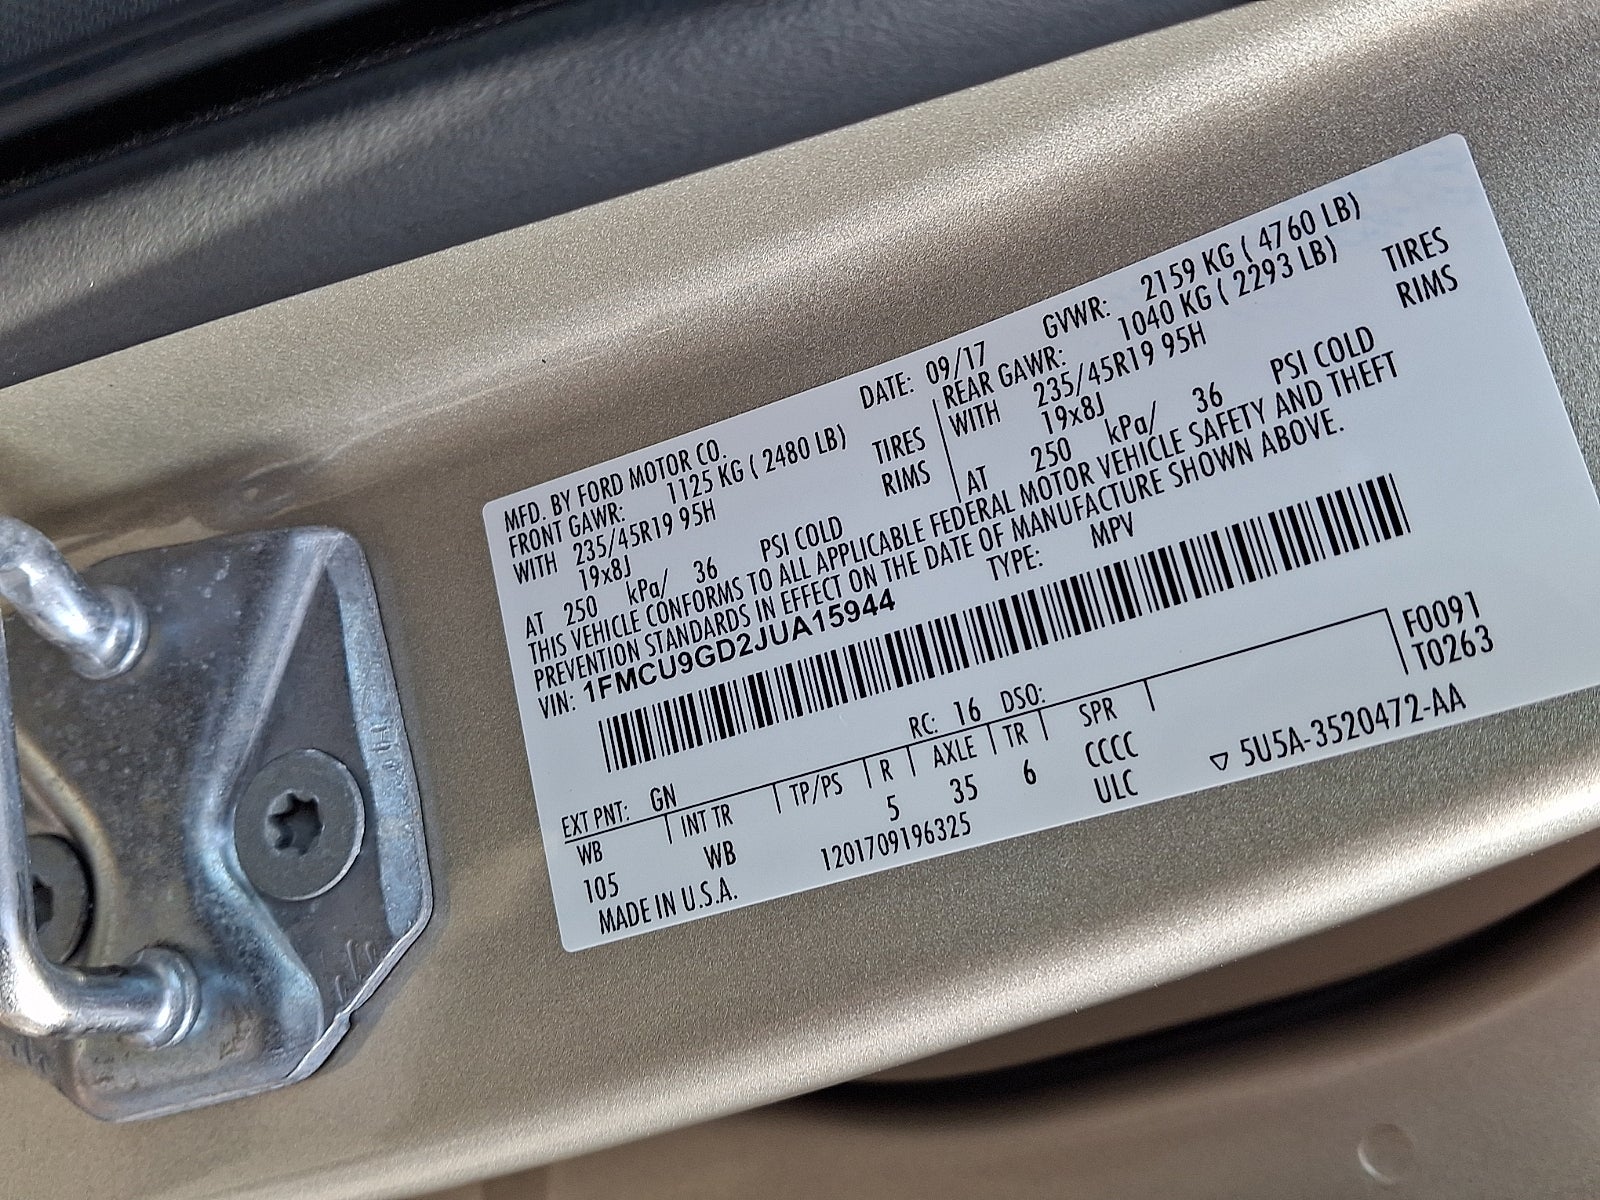 MFD. BY FORD MOTOR CO.
DATE: 09/17 GVWR: 2159 KG ( 4760 LB)
FRONT GAWR: 1125 KG ( 2480 LB) REAR GAWR: 1040 KG ( 2293 LB)
WITH 235/45R19 95H TIRES WITH 235/45R19 95H TIRES
19x8J RIMS 19x8J RIMS
AT 250 kPa/ 36 PSI COLD AT 250 kPa/ 36 PSI COLD
THIS VEHICLE CONFORMS TO ALL APPLICABLE FEDERAL MOTOR VEHICLE SAFETY AND THEFT
PREVENTION STANDARDS IN EFFECT ON THE DATE OF MANUFACTURE SHOWN ABOVE.
VIN: 1FMCU9GD2JUA15944 TYPE: MPV
F0091
T0263
EXT PNT: GN RC: 16 DSO:
WB INT TR TP/PS R AXLE TR SPR
105 WB 5 35 6 CCCC
ULC
MADE IN U.S.A. 1201709196325
▽ 5U5A-3520472-AA